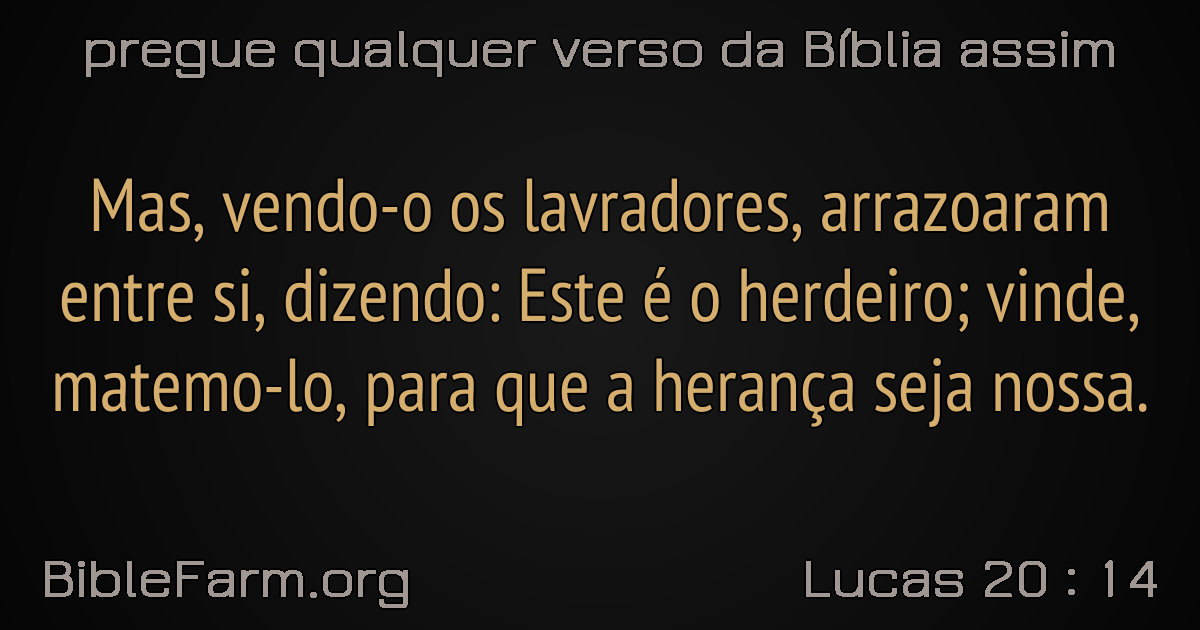 pregue qualquer verso da Bíblia assim
Mas, vendo-o os lavradores, arrazoaram
entre si, dizendo: Este é o herdeiro; vinde,
matemo-lo, para que a herança seja nossa.
BibleFarm.org
Lucas 20 : 14